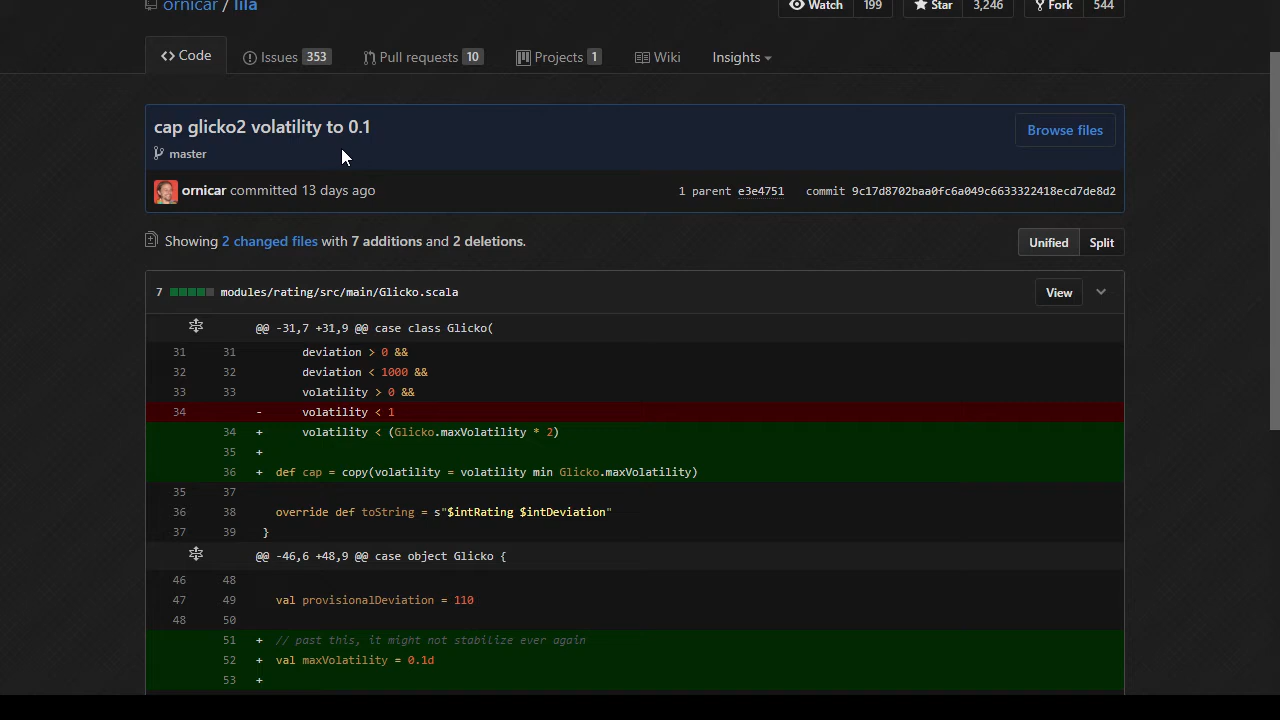 ornicar / lila
Watch 199 Star 3,246 Fork 544
<> Code Issues 353 Pull requests 10 Projects 1 Wiki Insights
cap glicko2 volatility to 0.1
Browse files
master
ornicar committed 13 days ago
1 parent e3e4751 commit 9c17d8702baa0fc6a049c6633322418ecd7de8d2
Showing 2 changed files with 7 additions and 2 deletions.
Unified Split
7 modules/rating/src/main/Glicko.scala
View
@@ -31,7 +31,9 @@ case class Glicko(
31 31 deviation > 0 &&
32 32 deviation < 1000 &&
33 33 volatility > 0 &&
34 - volatility < 1
34 + volatility < (Glicko.maxVolatility * 2)
35 +
36 + def cap = copy(volatility = volatility min Glicko.maxVolatility)
35 37
36 38 override def toString = s"$intRating $intDeviation"
37 39 }
@@ -46,6 +48,9 @@ case object Glicko {
46 48
47 49 val provisionalDeviation = 110
48 50
51 + // past this, it might not stabilize ever again
52 + val maxVolatility = 0.1d
53 +